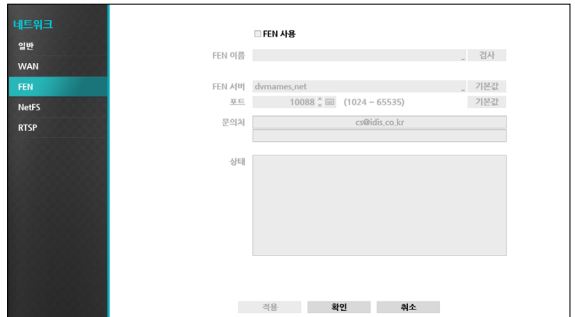 네트워크
일반
WAN
FEN
NetFS
RTSP
FEN 사용
FEN 이름 검사
FEN 서버 dvrnames.net 기본값
포트 10088 (1024 ~ 65535) 기본값
문의처 cs@idis.co.kr
상태
적용 확인 취소